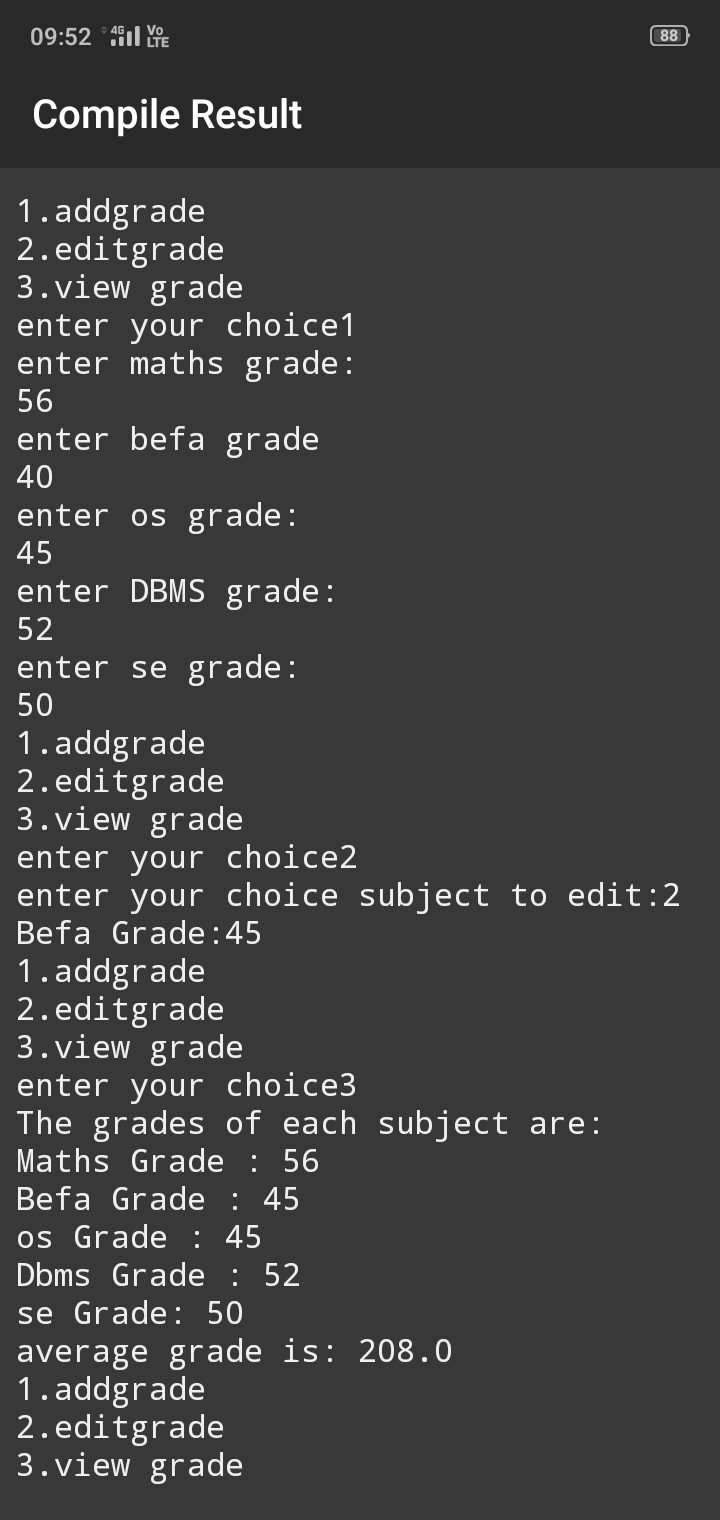 09:52 4G Vo LTE 88
Compile Result
1.addgrade
2.editgrade
3.view grade
enter your choice1
enter maths grade:
56
enter befa grade
40
enter os grade:
45
enter DBMS grade:
52
enter se grade:
50
1.addgrade
2.editgrade
3.view grade
enter your choice2
enter your choice subject to edit:2
Befa Grade:45
1.addgrade
2.editgrade
3.view grade
enter your choice3
The grades of each subject are:
Maths Grade : 56
Befa Grade : 45
os Grade : 45
Dbms Grade : 52
se Grade: 50
average grade is: 208.0
1.addgrade
2.editgrade
3.view grade